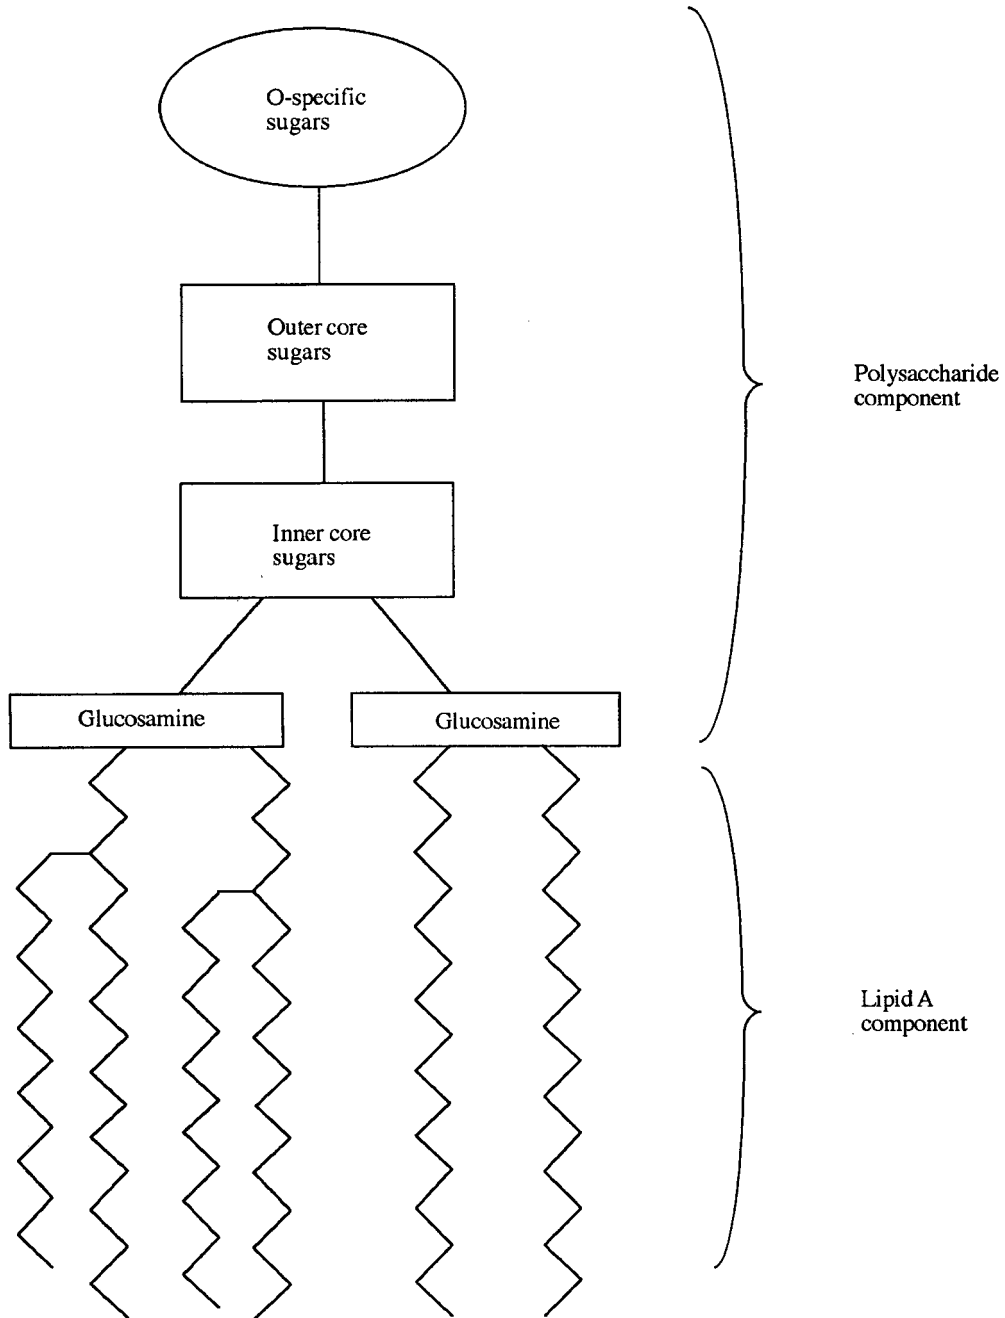 O-specific
sugars
Outer core
sugars
Polysaccharide
component
Inner core
sugars
Glucosamine
Glucosamine
Lipid A
component